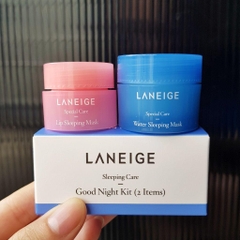 LANEIGE
Special Care
Lip Sleeping Mask
LANEIGE
Special Care
Water Sleeping Mask
LANEIGE
Sleeping Care
Good Night Kit (2 Items)